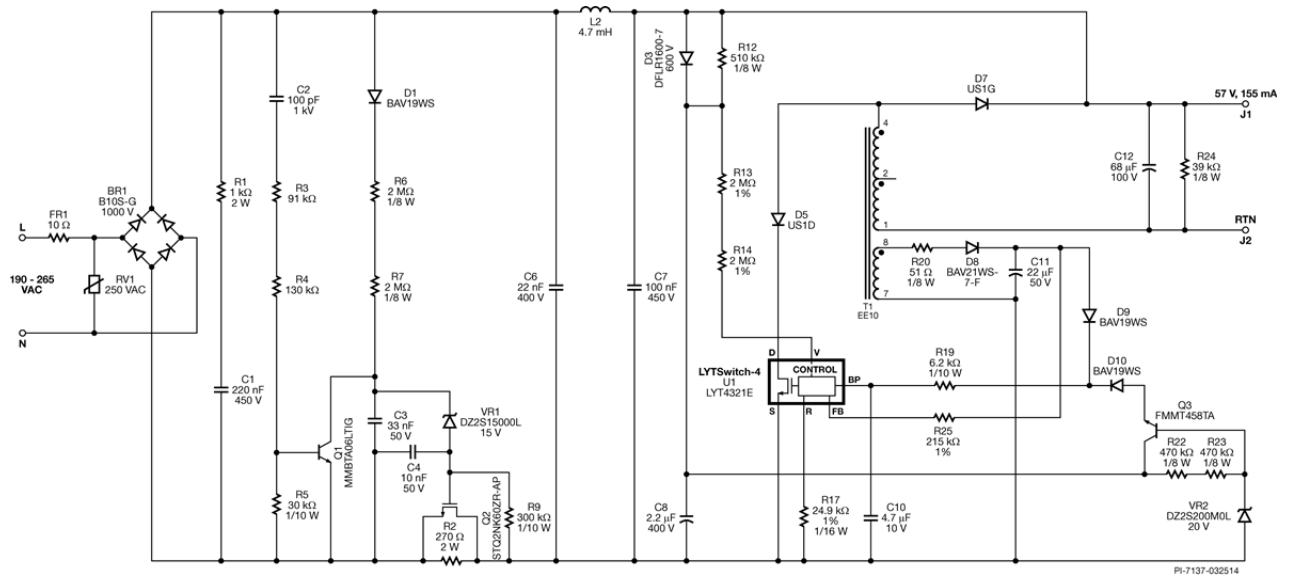 L2
4.7 mH
D3
DFLR1600-7
600 V
R12
510 kΩ
1/8 W
D7
US1G
57 V, 155 mA
J1
C2
100 pF
1 kV
D1
BAV19WS
4
2
1
C12
68 µF
100 V
R24
39 kΩ
1/8 W
BR1
B10S-G
1000 V
R1
1 kΩ
2 W
R3
91 kΩ
R6
2 MΩ
1/8 W
R13
2 MΩ
1%
D5
US1D
RTN
J2
FR1
10 Ω
L
190 - 265
VAC
RV1
250 VAC
N
R4
130 kΩ
R7
2 MΩ
1/8 W
C6
22 nF
400 V
C7
100 nF
450 V
R14
2 MΩ
1%
8
7
R20
51 Ω
1/8 W
D8
BAV21WS-
7-F
C11
22 µF
50 V
T1
EE10
D9
BAV19WS
LYTSwitch-4
U1
LYT4321E
D
V
CONTROL
BP
S
R
FB
R19
6.2 kΩ
1/10 W
D10
BAV19WS
C1
220 nF
450 V
C3
33 nF
50 V
VR1
DZ2S15000L
15 V
R25
215 kΩ
1%
Q3
FMMT458TA
Q1
MMBTA06LTIG
C4
10 nF
50 V
R22
470 kΩ
1/8 W
R23
470 kΩ
1/8 W
R5
30 kΩ
1/10 W
R2
270 Ω
2 W
Q2
STQ2NK60ZR-AP
R9
300 kΩ
1/10 W
C8
2.2 µF
400 V
R17
24.9 kΩ
1%
1/16 W
C10
4.7 µF
10 V
VR2
DZ2S200M0L
20 V
PI-7137-032514